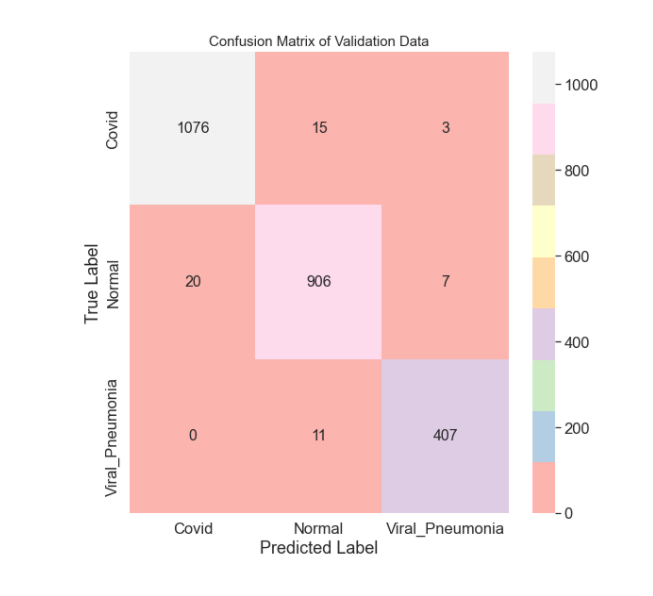 Confusion Matrix of Validation Data
Covid
1076 15 3
Normal
20 906 7
Viral_Pneumonia
0 11 407
True Label
Covid Normal Viral_Pneumonia
Predicted Label
1000
800
600
400
200
0